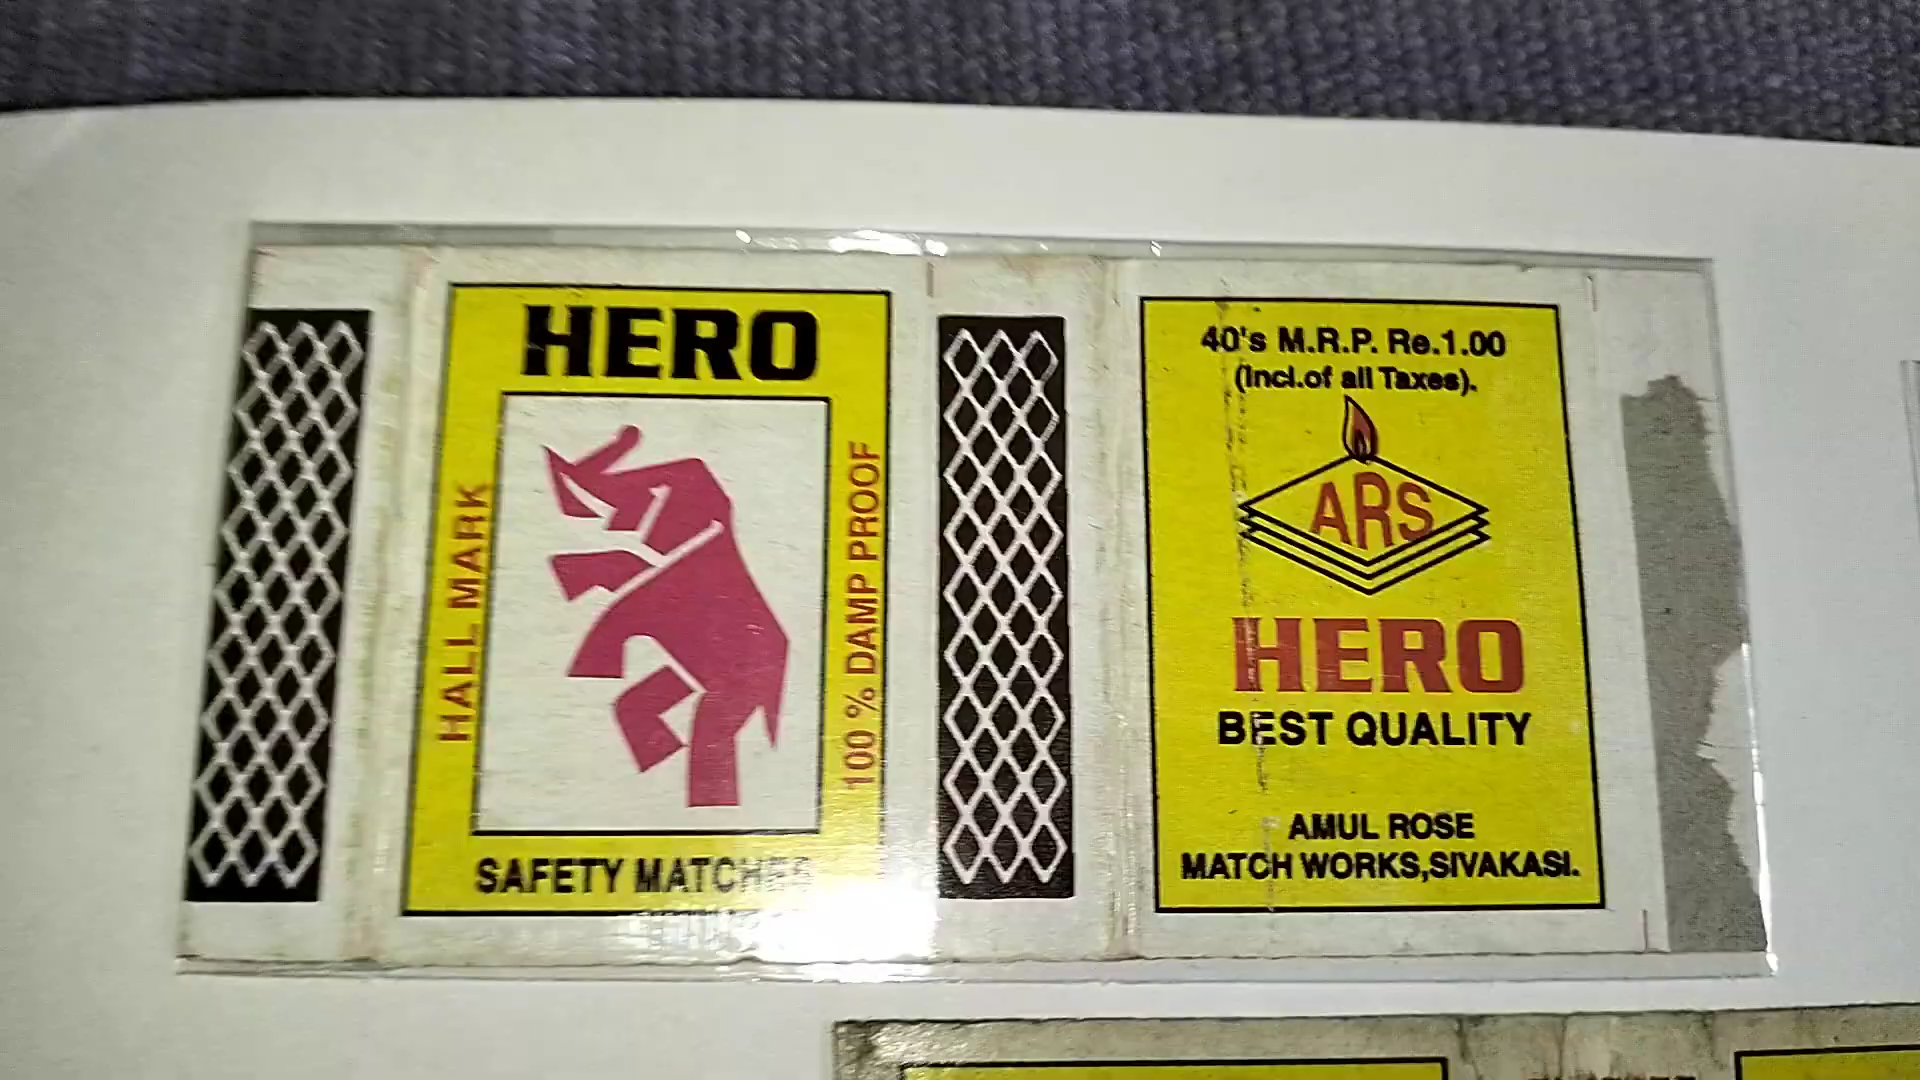 HERO
HALL MARK
100 % DAMP PROOF
SAFETY MATCHES
40's M.R.P. Re.1.00
(Incl.of all Taxes).
ARS
HERO
BEST QUALITY
AMUL ROSE
MATCH WORKS,SIVAKASI.